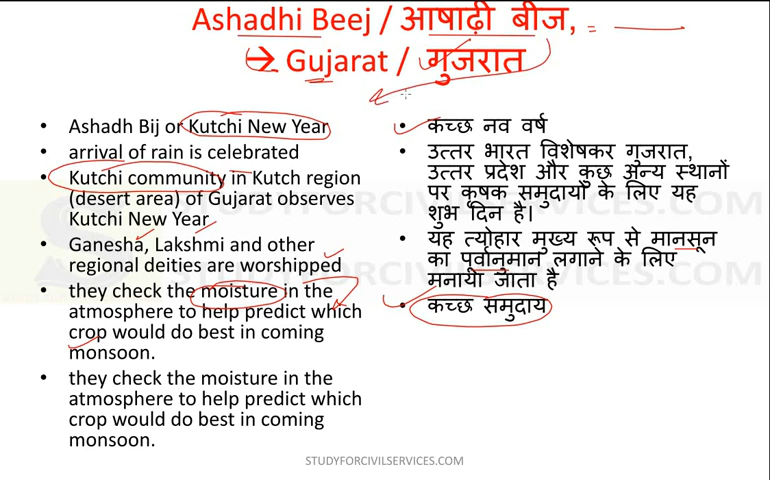 Ashadhi Beej / आषाढ़ी बीज,
→ Gujarat / गुजरात
• Ashadh Bij or Kutchi New Year
• arrival of rain is celebrated
• Kutchi community in Kutch region
(desert area) of Gujarat observes
Kutchi New Year
• Ganesha, Lakshmi and other
regional deities are worshipped
• they check the moisture in the
atmosphere to help predict which
crop would do best in coming
monsoon.
• they check the moisture in the
atmosphere to help predict which
crop would do best in coming
monsoon.
• कच्छ नव वर्ष
• उत्तर भारत विशेषकर गुजरात,
उत्तर प्रदेश और कुछ अन्य स्थानों
पर कृषक समुदायों के लिए यह
शुभ दिन है।
• यह त्योहार मुख्य रूप से मानसून
का पूर्वानुमान लगाने के लिए
मनाया जाता है
• कच्छ समुदाय
STUDYFORCIVILSERVICES.COM